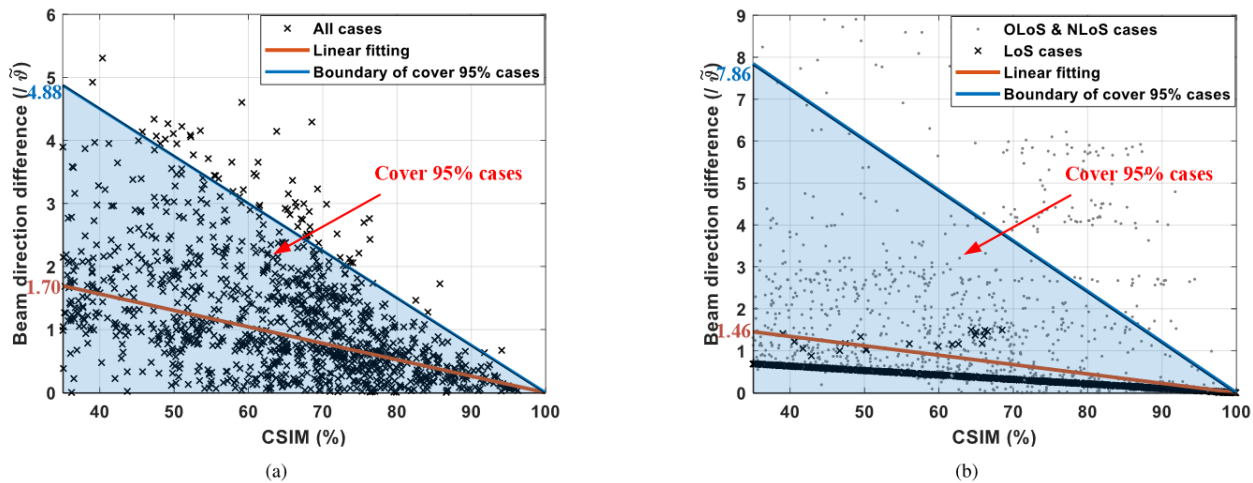 6
5
4
3
2
1
0
4.88
1.70
Beam direction difference (/ ϑ̃)
All cases
Linear fitting
Boundary of cover 95% cases
Cover 95% cases
40 50 60 70 80 90 100
CSIM (%)
(a)
9
8
7
6
5
4
3
2
1
0
7.86
1.46
Beam direction difference (/ ϑ̃)
OLoS & NLoS cases
LoS cases
Linear fitting
Boundary of cover 95% cases
Cover 95% cases
40 50 60 70 80 90 100
CSIM (%)
(b)